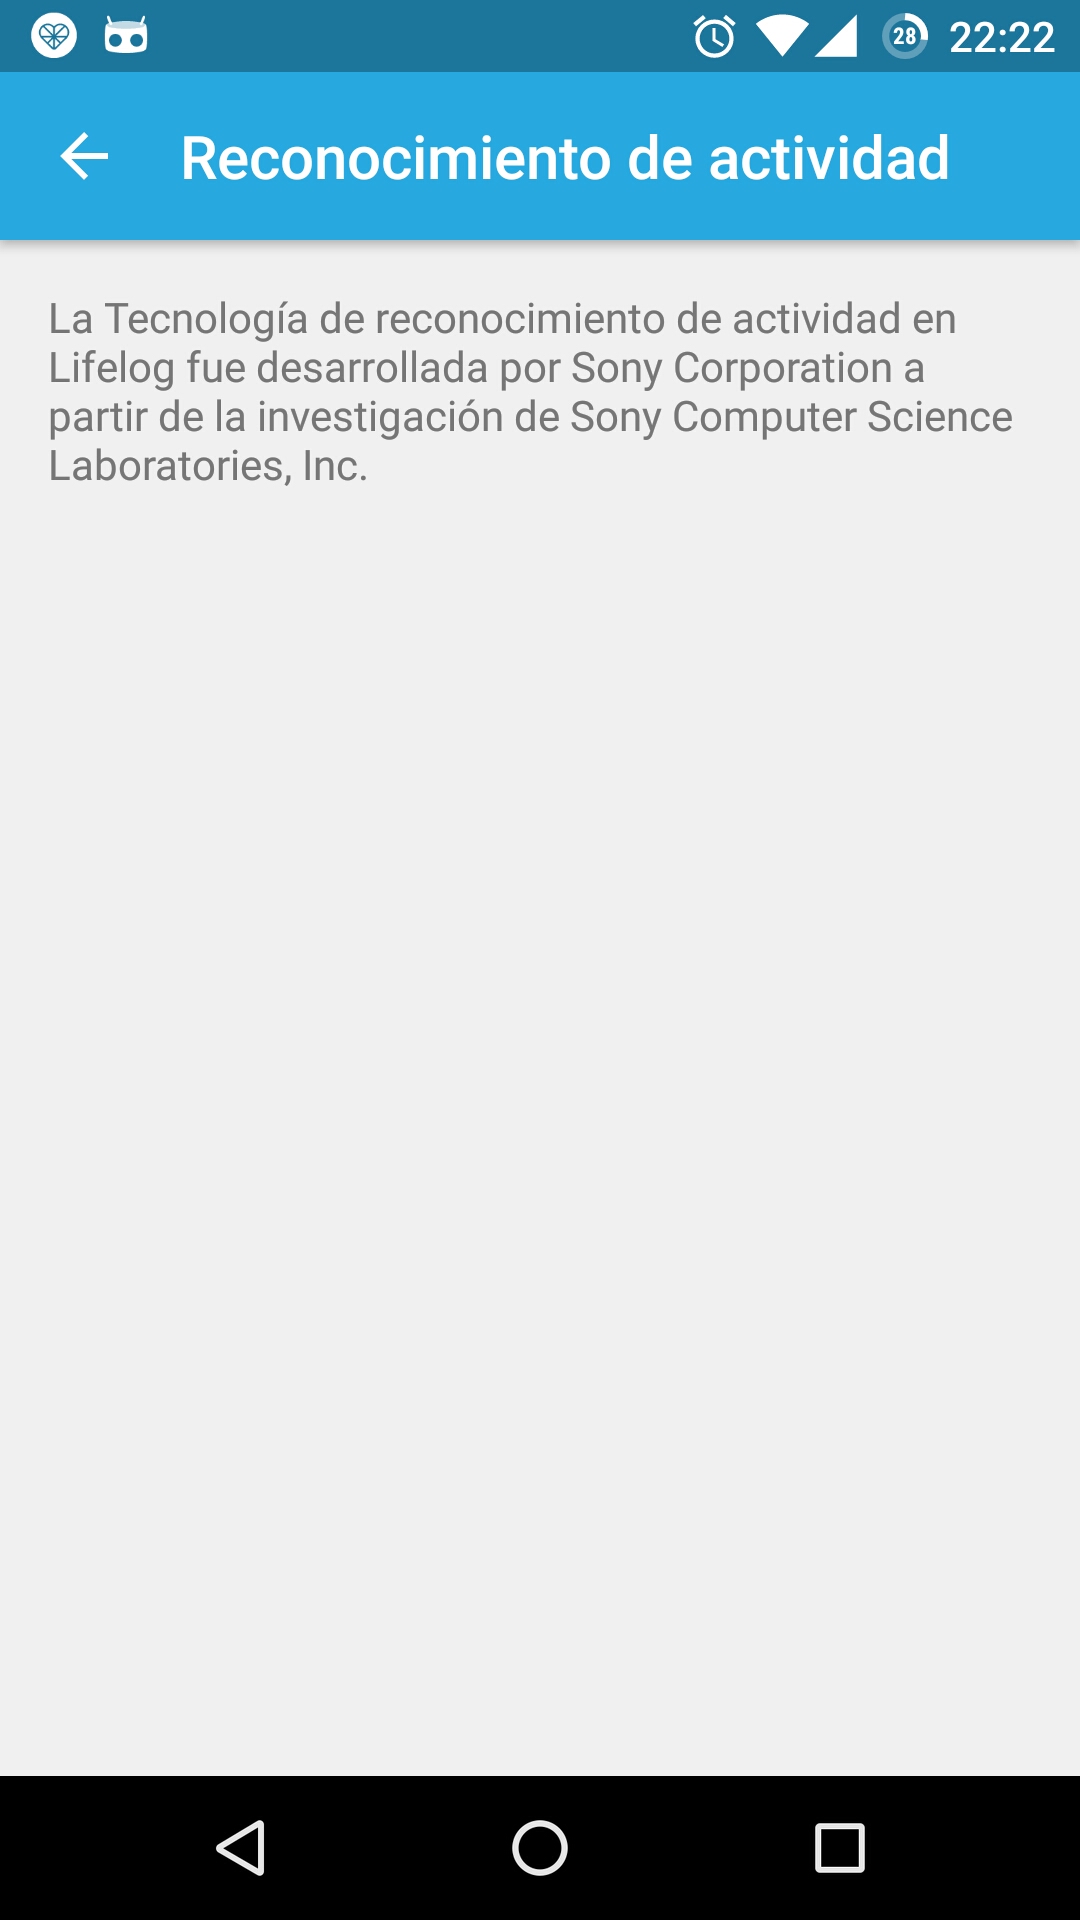 28 22:22
Reconocimiento de actividad
La Tecnología de reconocimiento de actividad en
Lifelog fue desarrollada por Sony Corporation a
partir de la investigación de Sony Computer Science
Laboratories, Inc.